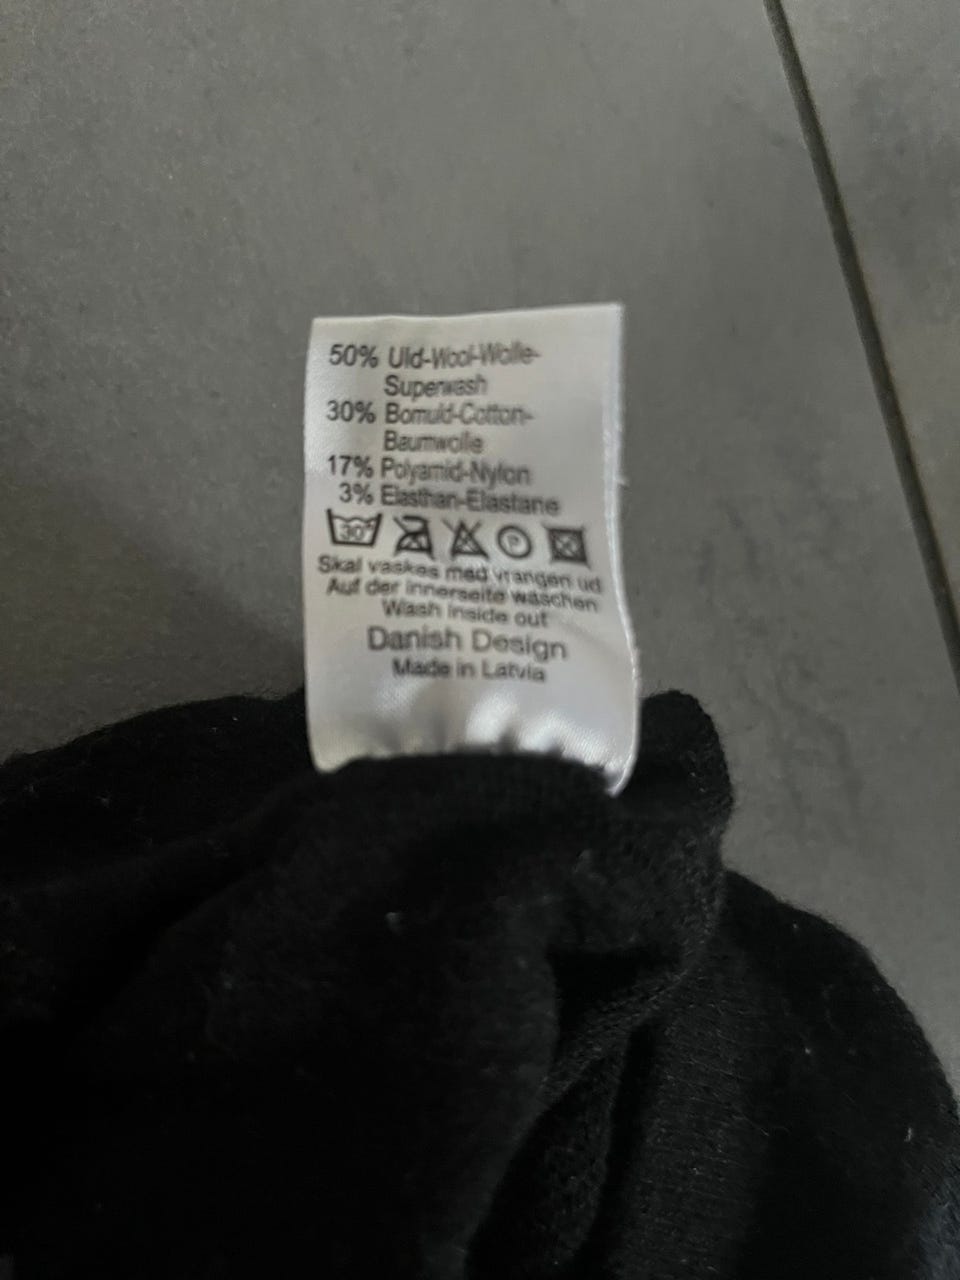 50% Uld-Wool-Wolle-
Superwash
30% Bomuld-Cotton-
Baumwolle
17% Polyamid-Nylon
3% Elasthan-Elastane
30° P
Skal vaskes med vrangen ud
Auf der Innerseite wäschen
Wash inside out
Danish Design
Made in Latvia